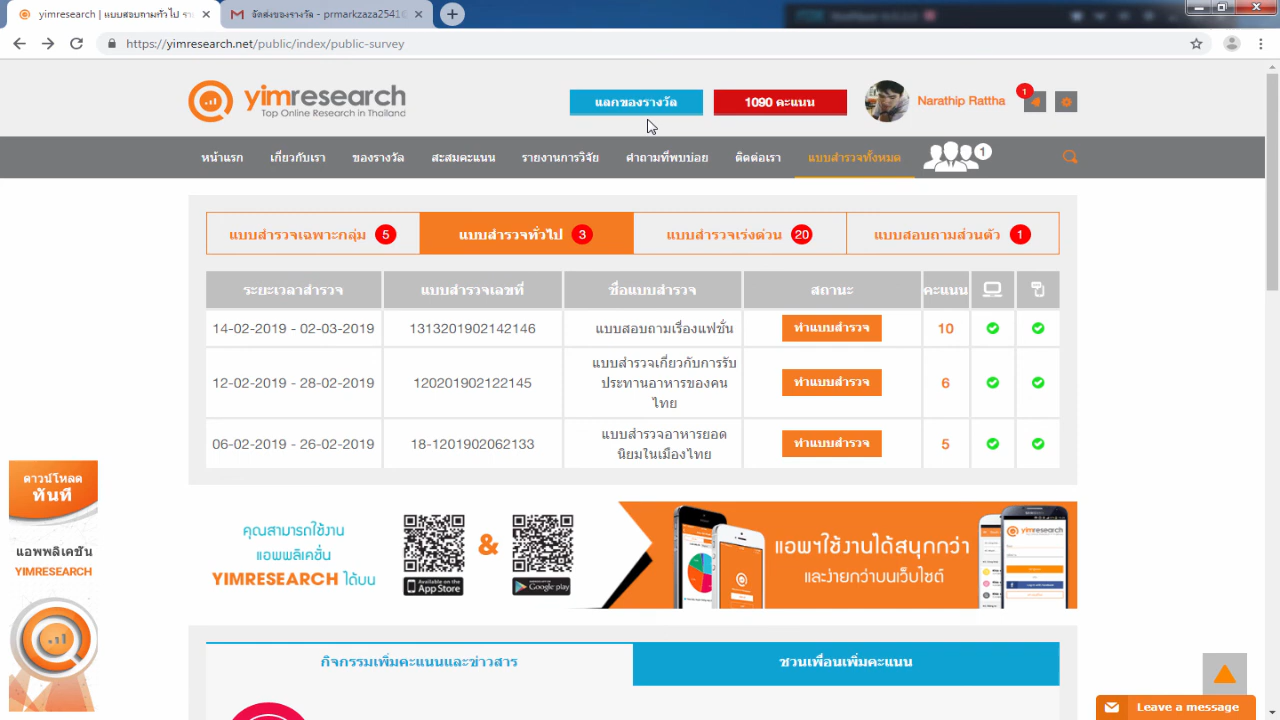 yimresearch | แบบสอบถามทั่วไป รา
จัดส่งของรางวัล - prmarkzaza2541@
https://yimresearch.net/public/index/public-survey
yimresearch
Top Online Research in Thailand
แลกของรางวัล
1090 คะแนน
Narathip Rattha
1
หน้าแรก
เกี่ยวกับเรา
ของรางวัล
สะสมคะแนน
รายงานการวิจัย
คำถามที่พบบ่อย
ติดต่อเรา
แบบสำรวจทั้งหมด
1
แบบสำรวจเฉพาะกลุ่ม 5
แบบสำรวจทั่วไป 3
แบบสำรวจเร่งด่วน 20
แบบสอบถามส่วนตัว 1
ระยะเวลาสำรวจ
แบบสำรวจเลขที่
ชื่อแบบสำรวจ
สถานะ
คะแนน
14-02-2019 - 02-03-2019
1313201902142146
แบบสอบถามเรื่องแฟชั่น
ทำแบบสำรวจ
10
12-02-2019 - 28-02-2019
120201902122145
แบบสำรวจเกี่ยวกับการรับ
ประทานอาหารของคน
ไทย
ทำแบบสำรวจ
6
06-02-2019 - 26-02-2019
18-1201902062133
แบบสำรวจอาหารยอด
นิยมในเมืองไทย
ทำแบบสำรวจ
5
ดาวน์โหลด
ทันที
แอพพลิเคชั่น
YIMRESEARCH
คุณสามารถใช้งาน
แอพพลิเคชั่น
YIMRESEARCH ได้บน
Available on the
App Store
&
Google play
แอปฯใช้งานได้สนุกกว่า
และง่ายกว่าบนเว็บไซต์
yimresearch
กิจกรรมเพิ่มคะแนนและข่าวสาร
ชวนเพื่อนเพิ่มคะแนน
Leave a message